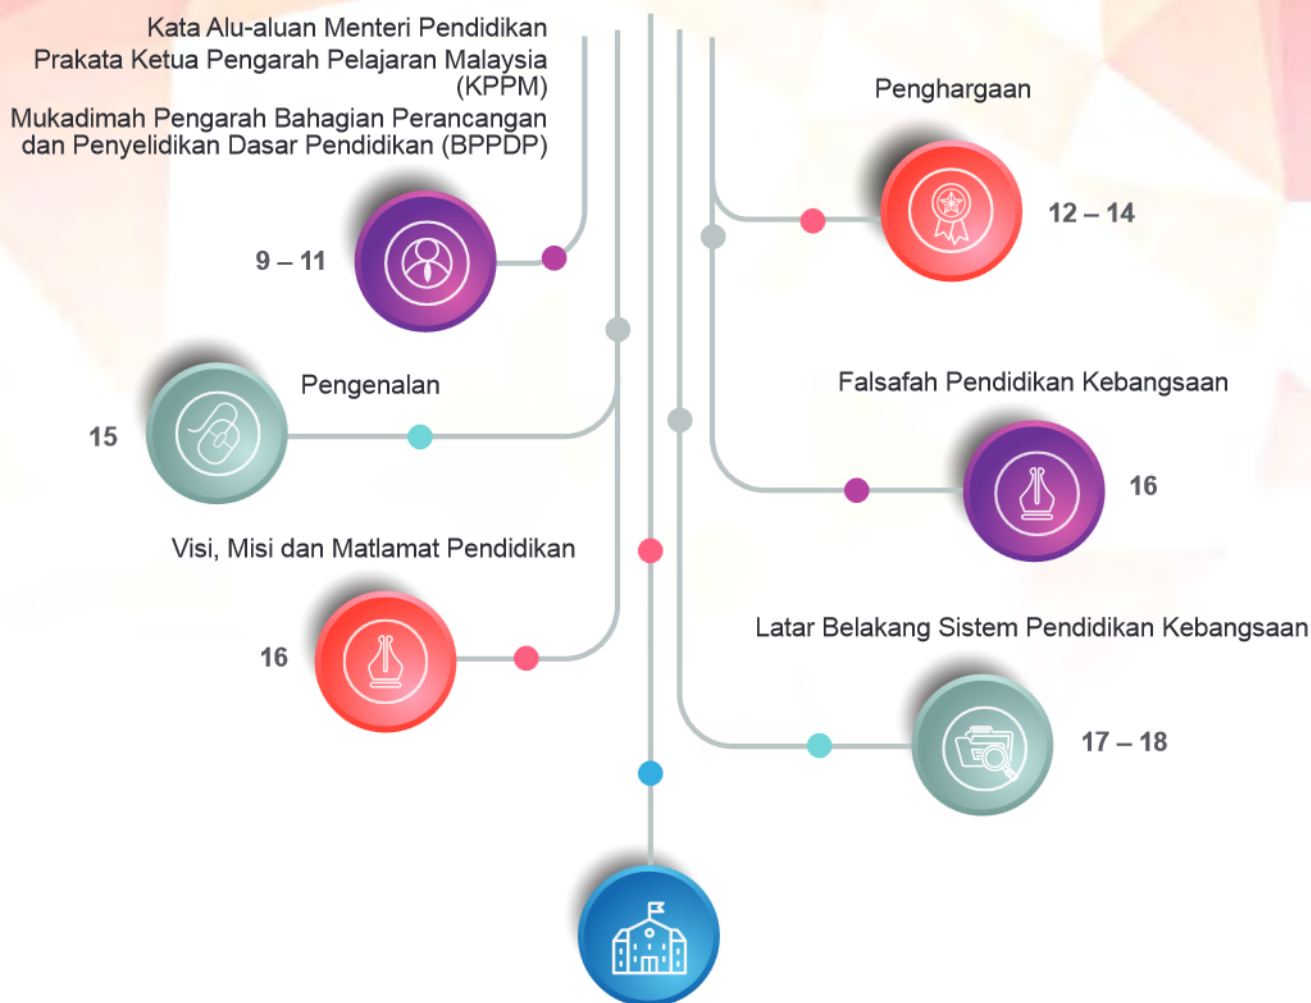 Kata Alu-aluan Menteri Pendidikan
Prakata Ketua Pengarah Pelajaran Malaysia
(KPPM)
Mukadimah Pengarah Bahagian Perancangan
dan Penyelidikan Dasar Pendidikan (BPPDP)
9 – 11
Penghargaan
12 – 14
Pengenalan
15
Falsafah Pendidikan Kebangsaan
16
Visi, Misi dan Matlamat Pendidikan
16
Latar Belakang Sistem Pendidikan Kebangsaan
17 – 18